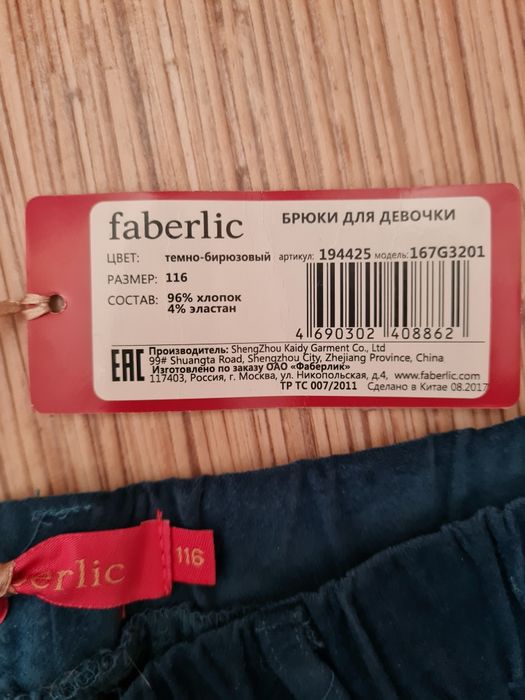 faberlic
БРЮКИ ДЛЯ ДЕВОЧКИ
ЦВЕТ: темно-бирюзовый артикул: 194425 модель: 167G3201
РАЗМЕР: 116
СОСТАВ: 96% хлопок
4% эластан
4 690302 408862
EAC
Производитель: ShengZhou Kaidy Garment Co., Ltd
99# Shuangta Road, Shengzhou City, Zhejiang Province, China
Изготовлено по заказу ОАО «Фаберлик»
117403, Россия, г. Москва, ул. Никопольская, д.4, www.faberlic.com
ТР ТС 007/2011 Сделано в Китае 08.2017
erlic
116